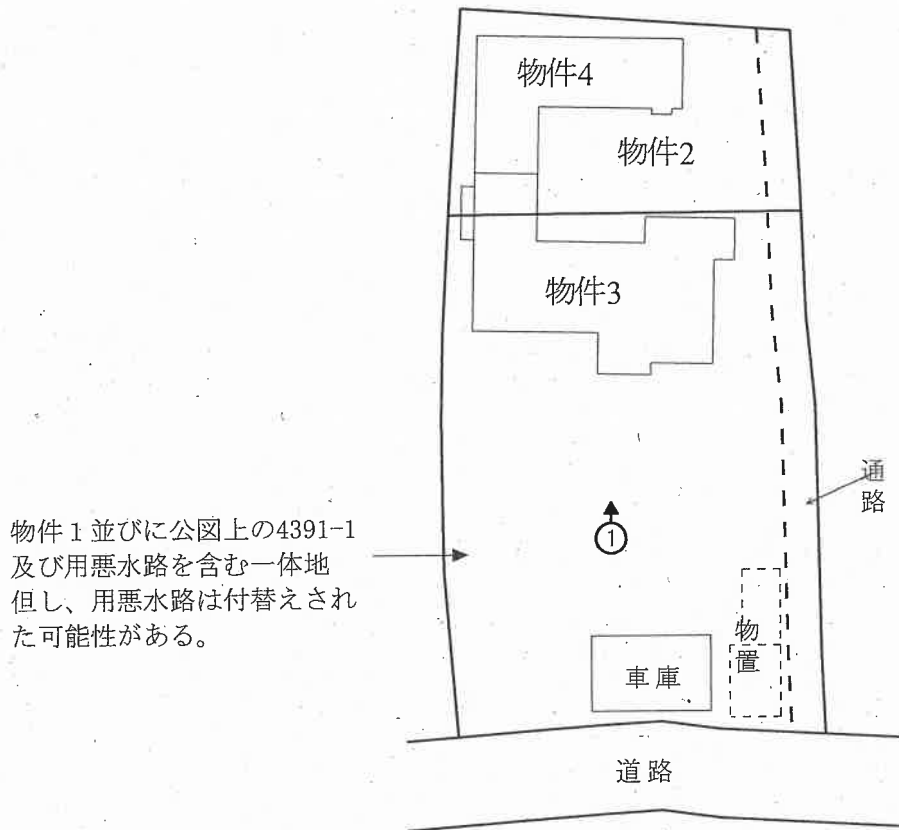 物件4
物件2
物件3
通路
物件１並びに公図上の4391-1
及び用悪水路を含む一体地
但し、用悪水路は付替えされ
た可能性がある。
1
物置
車庫
道路